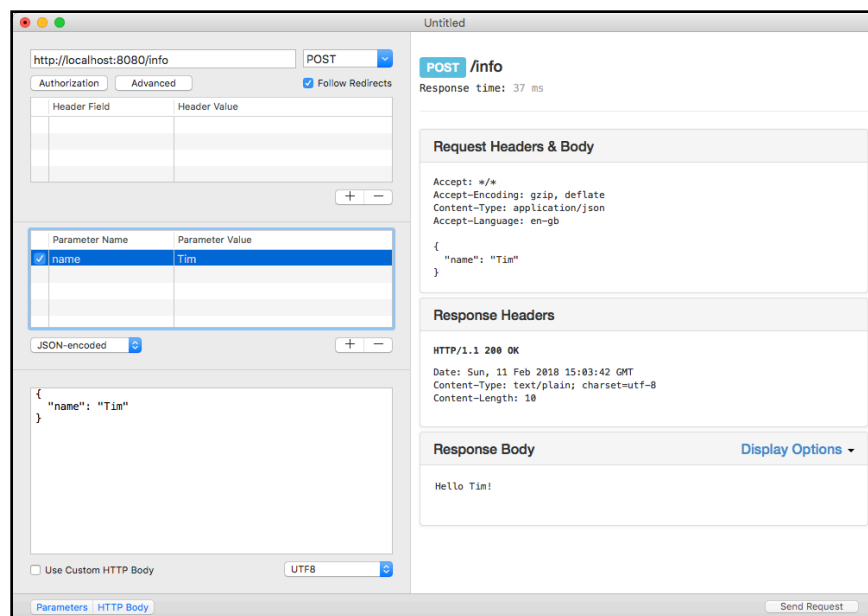 Untitled
http://localhost:8080/info
POST
Authorization
Advanced
Follow Redirects
Header Field
Header Value
Parameter Name
Parameter Value
name
Tim
JSON-encoded
{
"name": "Tim"
}
Use Custom HTTP Body
UTF8
Parameters
HTTP Body
POST /info
Response time: 37 ms
Request Headers & Body
Accept: */*
Accept-Encoding: gzip, deflate
Content-Type: application/json
Accept-Language: en-gb
{
"name": "Tim"
}
Response Headers
HTTP/1.1 200 OK
Date: Sun, 11 Feb 2018 15:03:42 GMT
Content-Type: text/plain; charset=utf-8
Content-Length: 10
Response Body
Display Options
Hello Tim!
Send Request